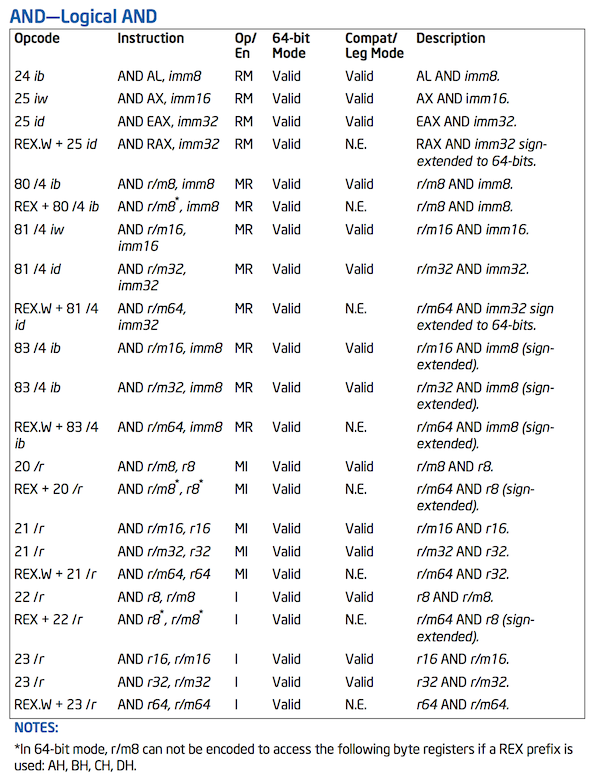 AND—Logical AND
Opcode Instruction Op/ 64-bit Compat/ Description
En Mode Leg Mode
24 ib AND AL, imm8 RM Valid Valid AL AND imm8.
25 iw AND AX, imm16 RM Valid Valid AX AND imm16.
25 id AND EAX, imm32 RM Valid Valid EAX AND imm32.
REX.W + 25 id AND RAX, imm32 RM Valid N.E. RAX AND imm32 sign-
extended to 64-bits.
80 /4 ib AND r/m8, imm8 MR Valid Valid r/m8 AND imm8.
REX + 80 /4 ib AND r/m8*, imm8 MR Valid N.E. r/m8 AND imm8.
81 /4 iw AND r/m16, MR Valid Valid r/m16 AND imm16.
imm16
81 /4 id AND r/m32, MR Valid Valid r/m32 AND imm32.
imm32
REX.W + 81 /4 AND r/m64, MR Valid N.E. r/m64 AND imm32 sign
id imm32 extended to 64-bits.
83 /4 ib AND r/m16, imm8 MR Valid Valid r/m16 AND imm8 (sign-
extended).
83 /4 ib AND r/m32, imm8 MR Valid Valid r/m32 AND imm8 (sign-
extended).
REX.W + 83 /4 AND r/m64, imm8 MR Valid N.E. r/m64 AND imm8 (sign-
ib extended).
20 /r AND r/m8, r8 MI Valid Valid r/m8 AND r8.
REX + 20 /r AND r/m8*, r8* MI Valid N.E. r/m64 AND r8 (sign-
extended).
21 /r AND r/m16, r16 MI Valid Valid r/m16 AND r16.
21 /r AND r/m32, r32 MI Valid Valid r/m32 AND r32.
REX.W + 21 /r AND r/m64, r64 MI Valid N.E. r/m64 AND r32.
22 /r AND r8, r/m8 I Valid Valid r8 AND r/m8.
REX + 22 /r AND r8*, r/m8* I Valid N.E. r/m64 AND r8 (sign-
extended).
23 /r AND r16, r/m16 I Valid Valid r16 AND r/m16.
23 /r AND r32, r/m32 I Valid Valid r32 AND r/m32.
REX.W + 23 /r AND r64, r/m64 I Valid N.E. r64 AND r/m64.
NOTES:
*In 64-bit mode, r/m8 can not be encoded to access the following byte registers if a REX prefix is
used: AH, BH, CH, DH.